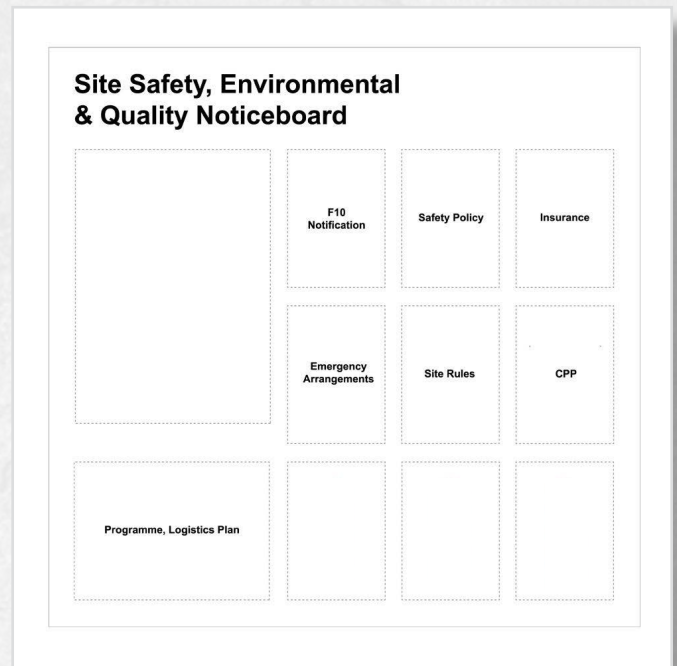 Site Safety, Environmental
& Quality Noticeboard
F10
Notification
Safety Policy
Insurance
Emergency
Arrangements
Site Rules
CPP
Programme, Logistics Plan